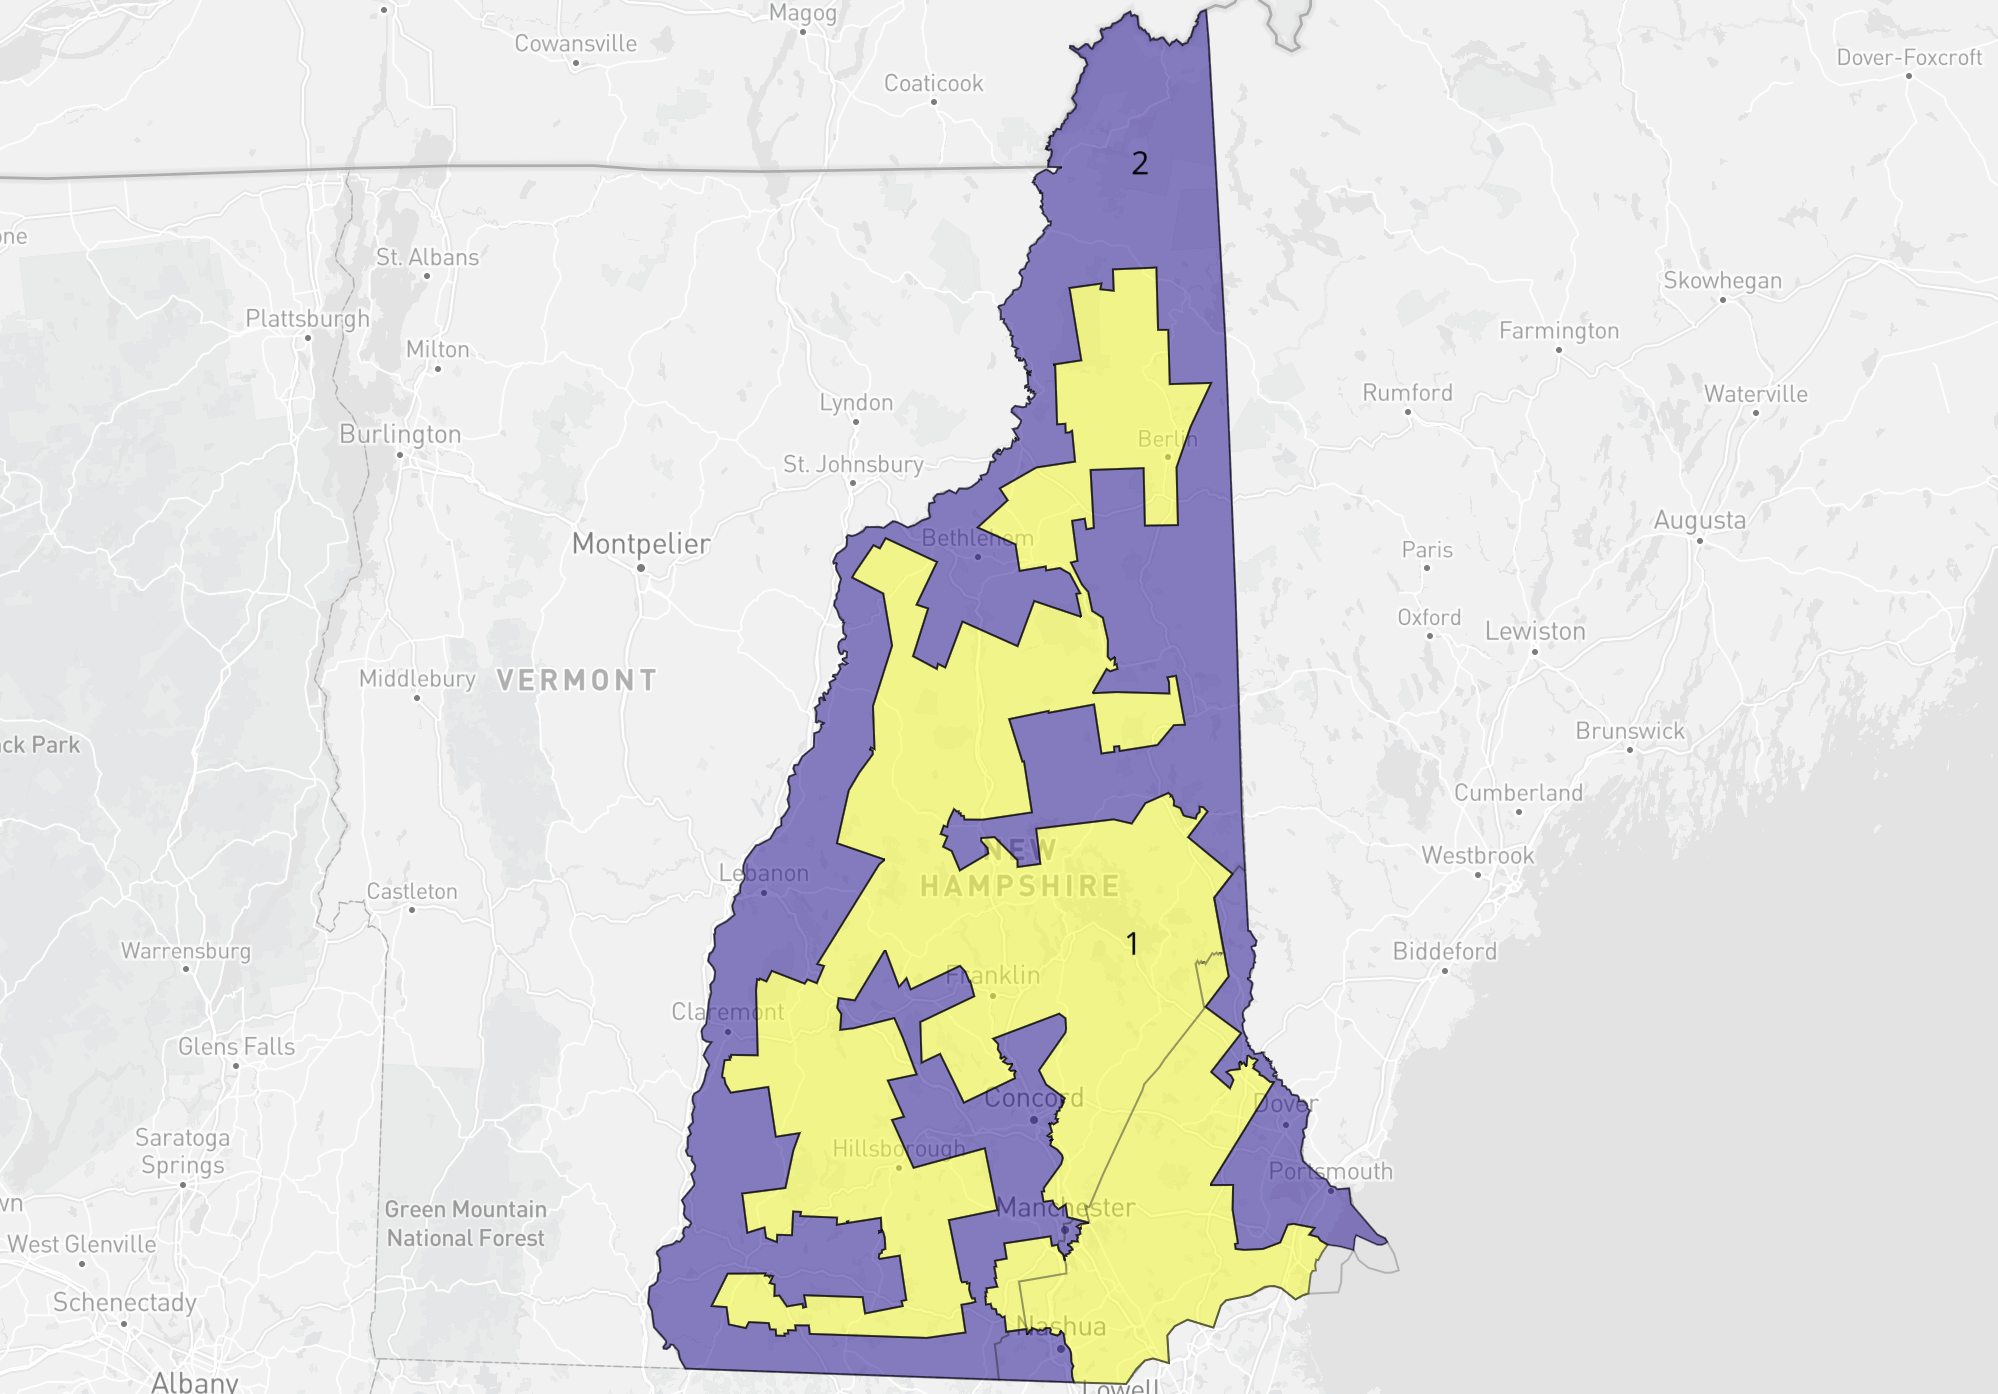 Magog
Cowansville
Dover-Foxcroft
Coaticook
2
one
St. Albans
Skowhegan
Plattsburgh
Farmington
Milton
Rumford
Waterville
Lyndon
Burlington
Berlin
St. Johnsbury
Augusta
Montpelier
Bethlehem
Paris
Oxford
Lewiston
Middlebury
VERMONT
Brunswick
ack Park
Cumberland
NEW
HAMPSHIRE
Westbrook
Lebanon
Castleton
1
Warrensburg
Biddeford
Franklin
Claremont
Glens Falls
Concord
Dover
Saratoga
Springs
Hillsborough
Portsmouth
wn
Green Mountain
National Forest
Manchester
West Glenville
Schenectady
Nashua
Albany
Lowell